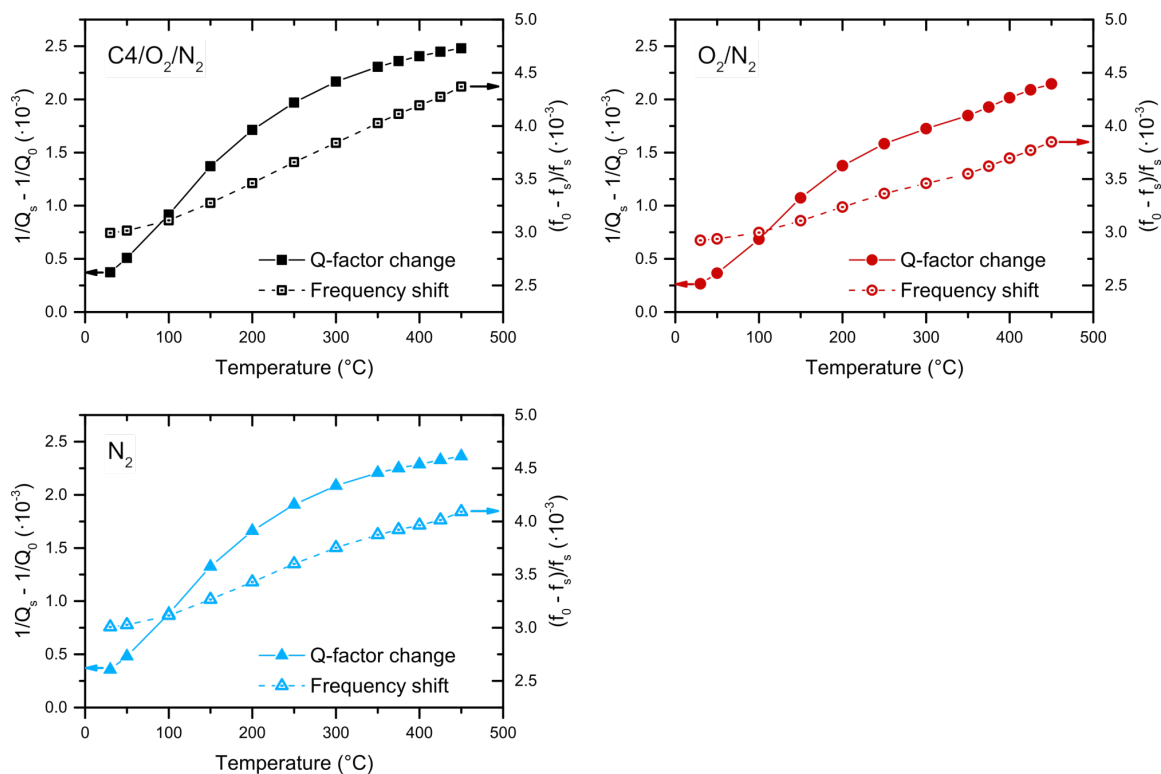 C4/O₂/N₂
1/Qₛ - 1/Q₀ (·10⁻³)
2.5
2.0
1.5
1.0
0.5
0.0
5.0
4.5
4.0
3.5
3.0
2.5
(f₀ - fₛ)/fₛ (·10⁻³)
Q-factor change
Frequency shift
0 100 200 300 400 500
Temperature (°C)
O₂/N₂
1/Qₛ - 1/Q₀ (·10⁻³)
2.5
2.0
1.5
1.0
0.5
0.0
5.0
4.5
4.0
3.5
3.0
2.5
(f₀ - fₛ)/fₛ (·10⁻³)
Q-factor change
Frequency shift
0 100 200 300 400 500
Temperature (°C)
N₂
1/Qₛ - 1/Q₀ (·10⁻³)
2.5
2.0
1.5
1.0
0.5
0.0
5.0
4.5
4.0
3.5
3.0
2.5
(f₀ - fₛ)/fₛ (·10⁻³)
Q-factor change
Frequency shift
0 100 200 300 400 500
Temperature (°C)